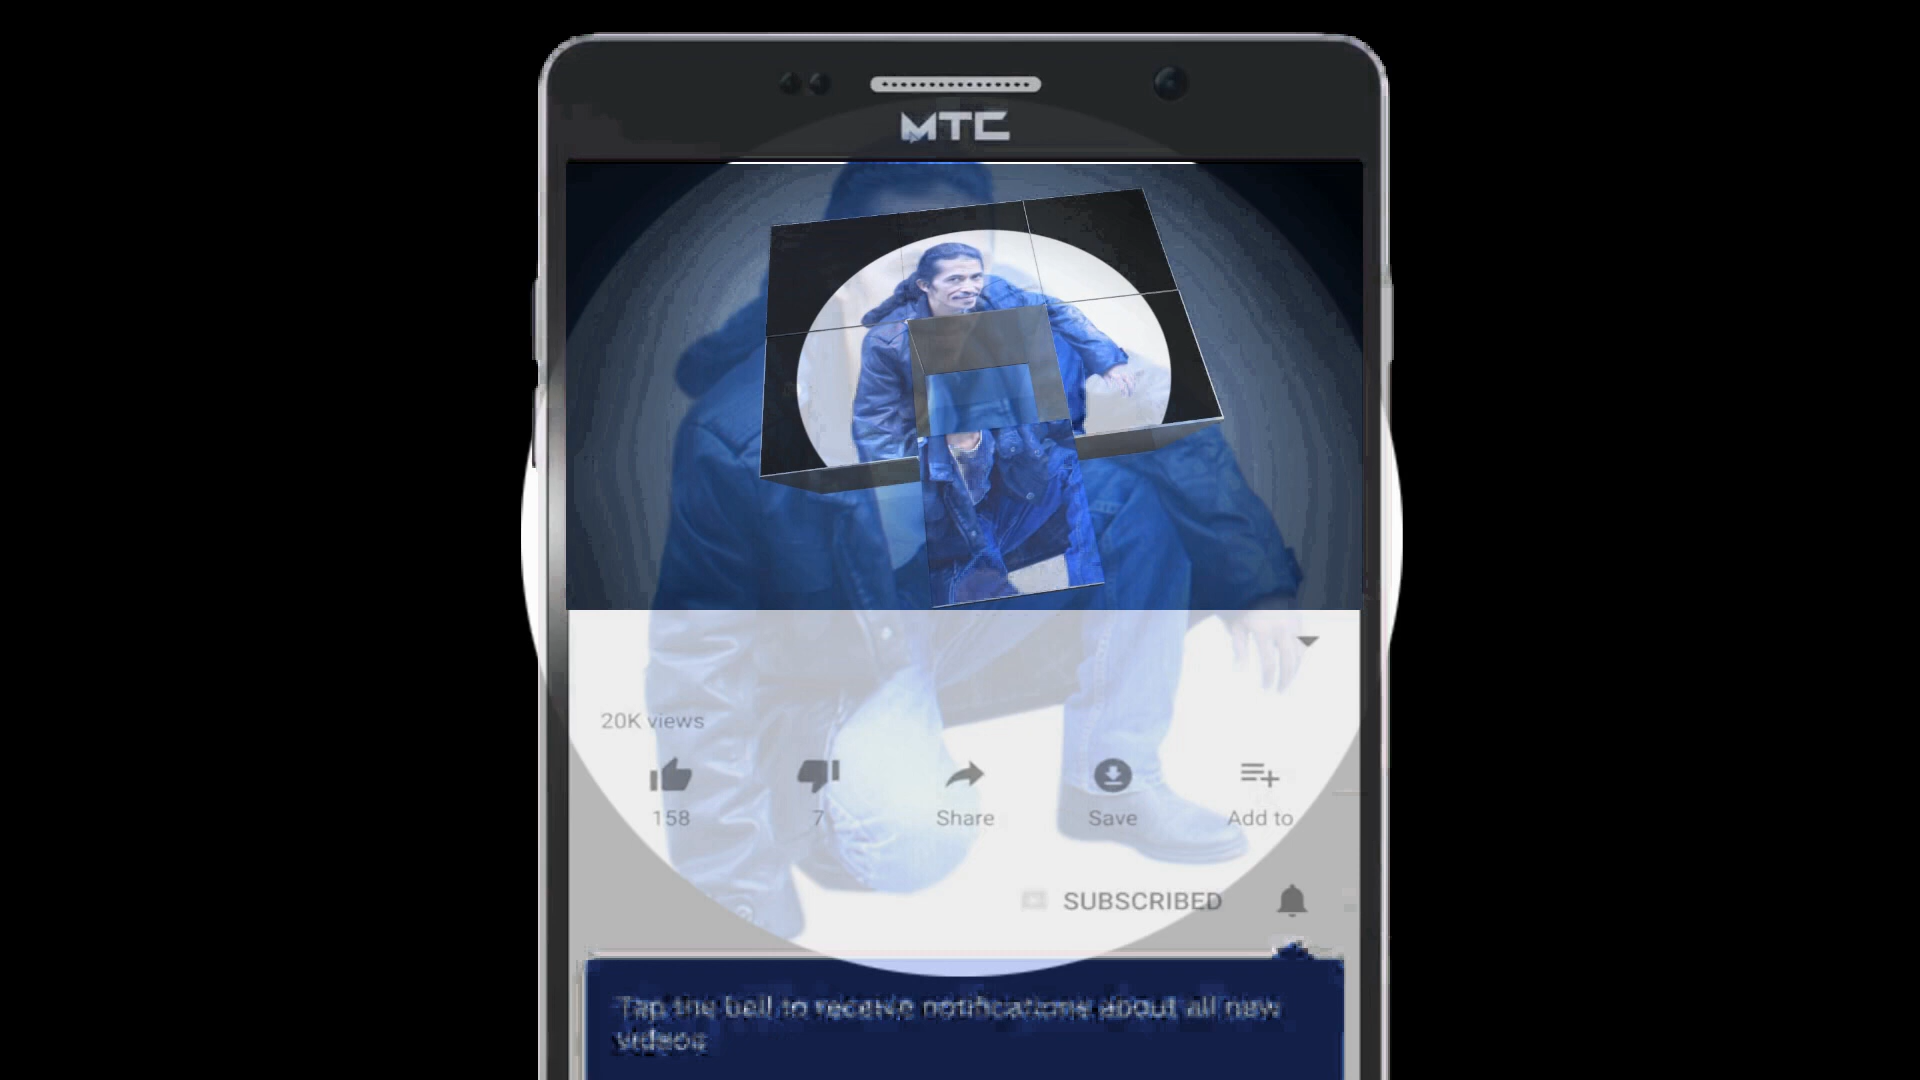 MTC
20K views
158
7
Share
Save
Add to
SUBSCRIBED
Tap the bell to receive notifications about all new
videos